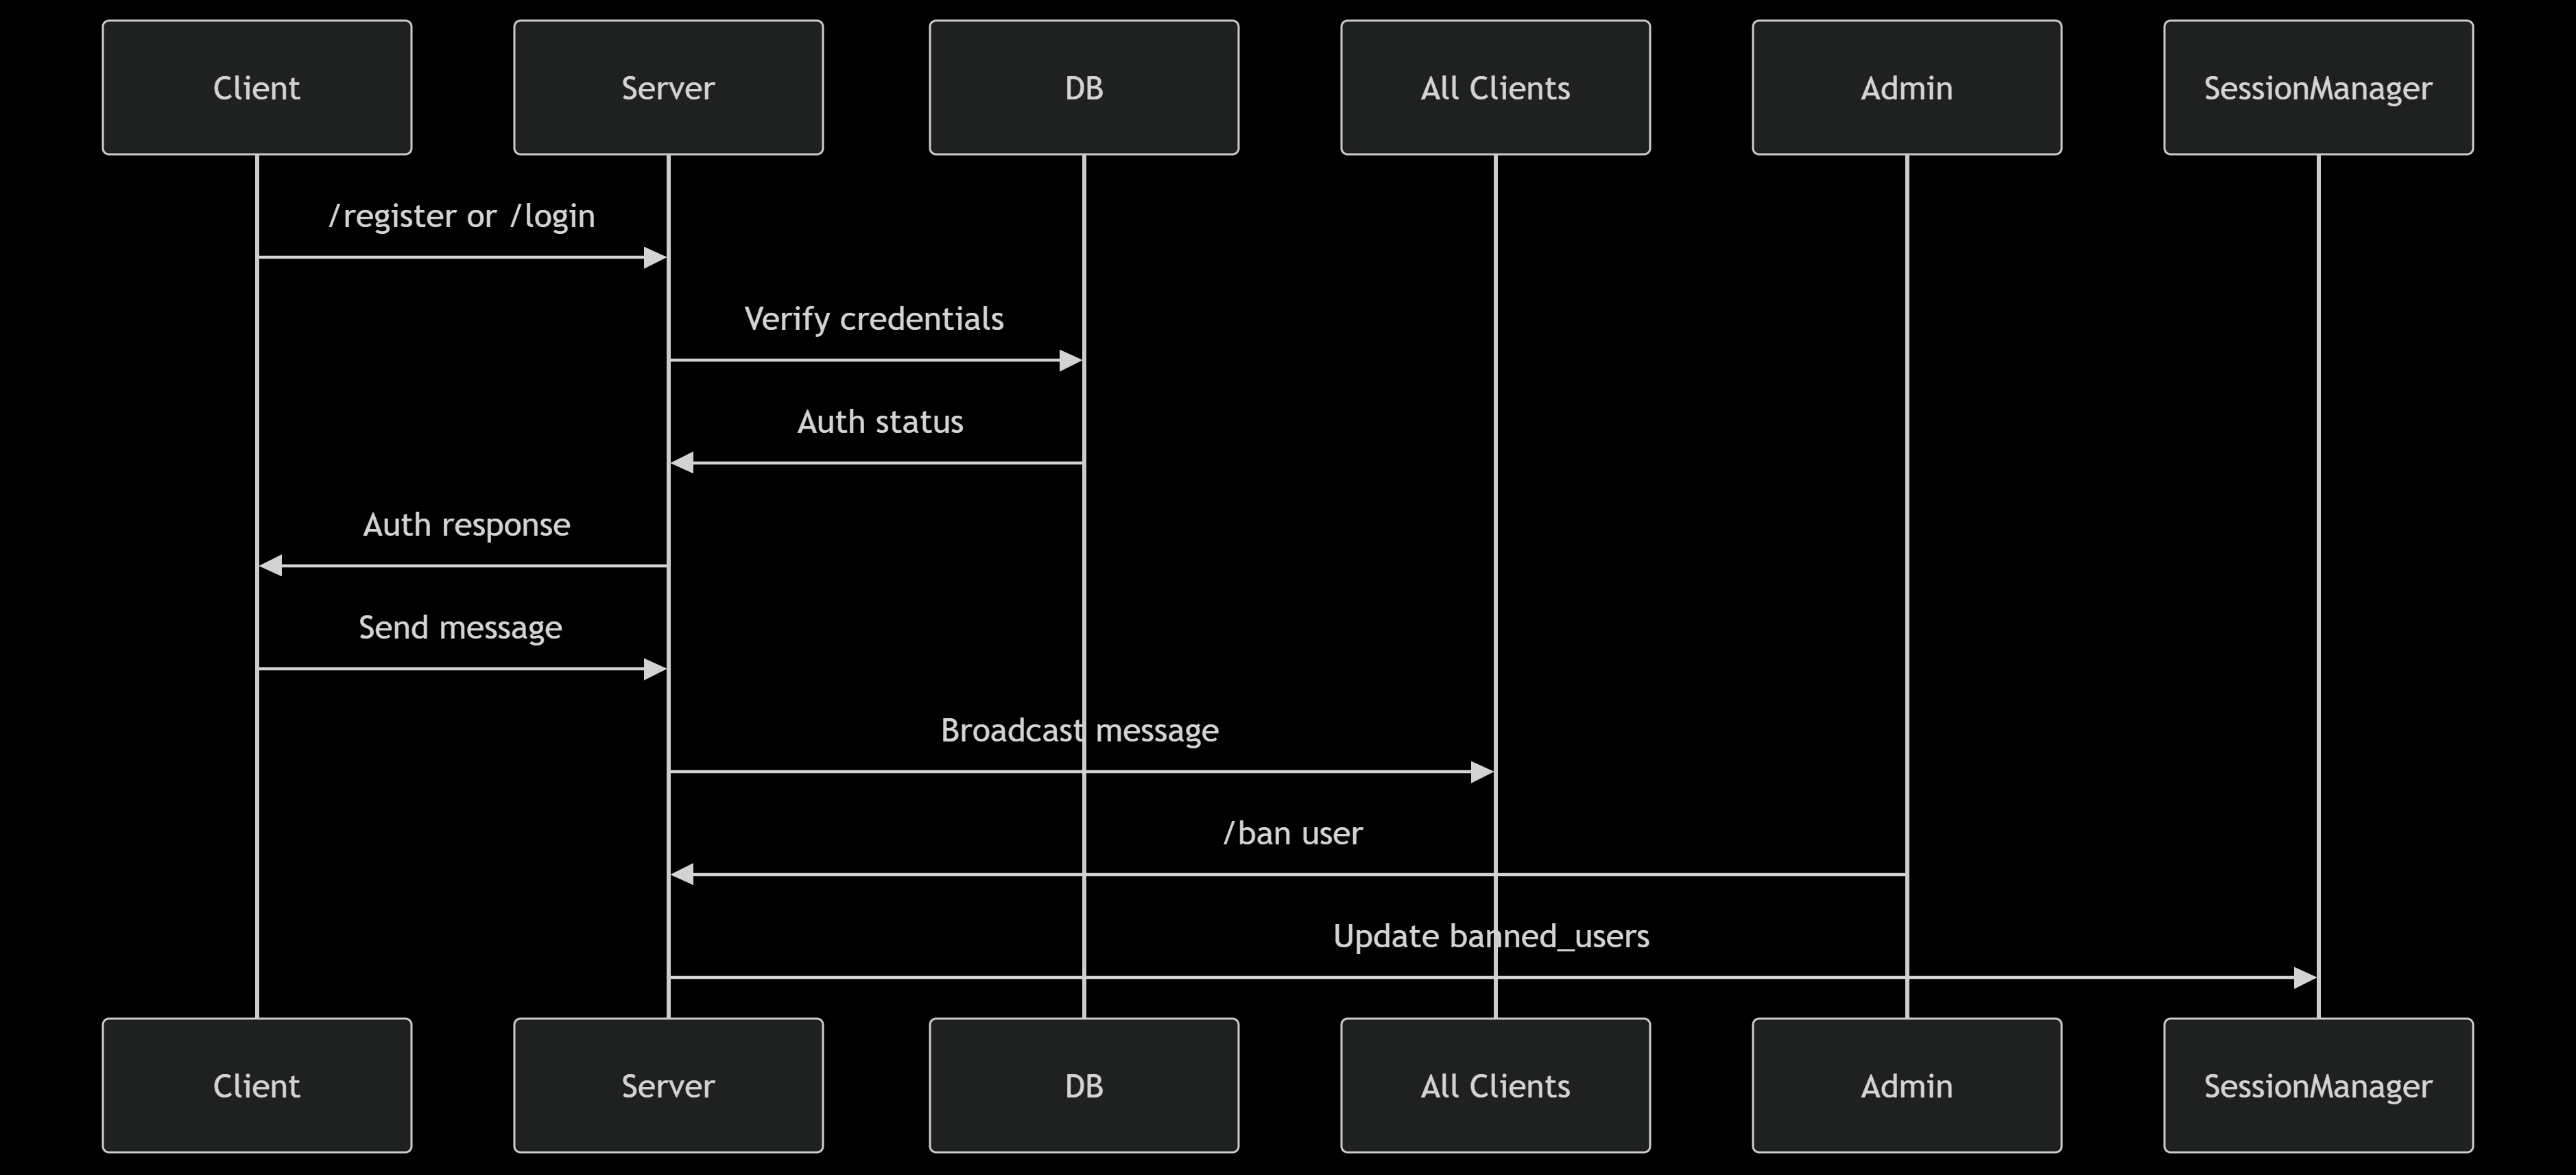 Client
Server
DB
All Clients
Admin
SessionManager
/register or /login
Verify credentials
Auth status
Auth response
Send message
Broadcast message
/ban user
Update banned_users
Client
Server
DB
All Clients
Admin
SessionManager